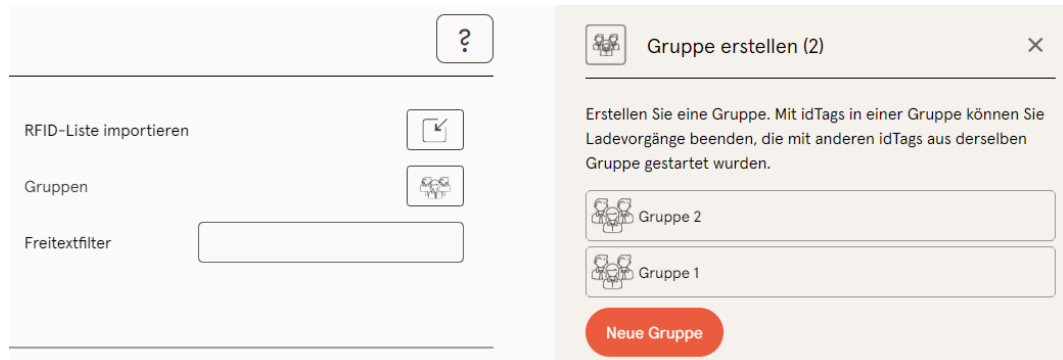 ?
RFID-Liste importieren
Gruppen
Freitextfilter
Gruppe erstellen (2)
Erstellen Sie eine Gruppe. Mit idTags in einer Gruppe können Sie
Ladevorgänge beenden, die mit anderen idTags aus derselben
Gruppe gestartet wurden.
Gruppe 2
Gruppe 1
Neue Gruppe